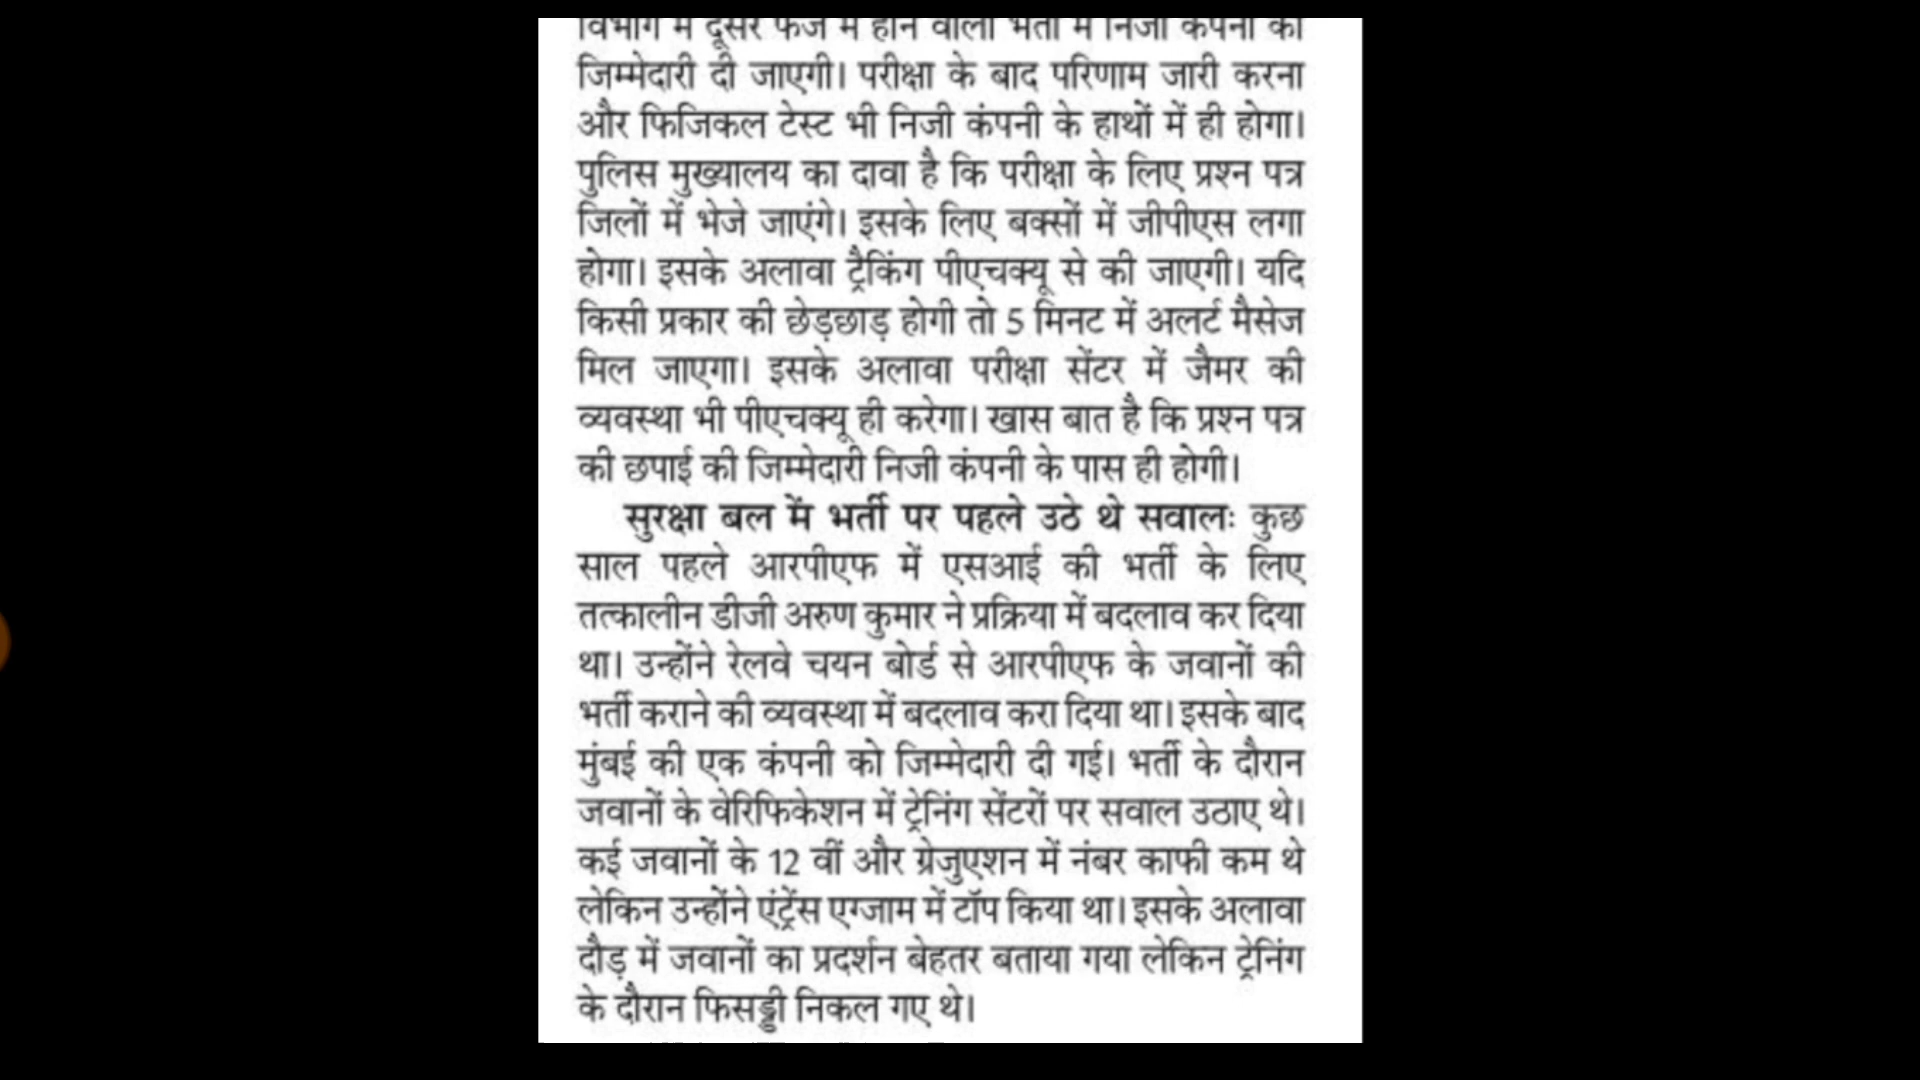 विभाग में दूसरे फेज में होने वाली भर्ती में निजी कंपनी को
जिम्मेदारी दी जाएगी। परीक्षा के बाद परिणाम जारी करना
और फिजिकल टेस्ट भी निजी कंपनी के हाथों में ही होगा।
पुलिस मुख्यालय का दावा है कि परीक्षा के लिए प्रश्न पत्र
जिलों में भेजे जाएंगे। इसके लिए बक्सों में जीपीएस लगा
होगा। इसके अलावा ट्रैकिंग पीएचक्यू से की जाएगी। यदि
किसी प्रकार की छेड़छाड़ होगी तो 5 मिनट में अलर्ट मैसेज
मिल जाएगा। इसके अलावा परीक्षा सेंटर में जैमर की
व्यवस्था भी पीएचक्यू ही करेगा। खास बात है कि प्रश्न पत्र
की छपाई की जिम्मेदारी निजी कंपनी के पास ही होगी।
सुरक्षा बल में भर्ती पर पहले उठे थे सवालः कुछ
साल पहले आरपीएफ में एसआई की भर्ती के लिए
तत्कालीन डीजी अरुण कुमार ने प्रक्रिया में बदलाव कर दिया
था। उन्होंने रेलवे चयन बोर्ड से आरपीएफ के जवानों की
भर्ती कराने की व्यवस्था में बदलाव करा दिया था। इसके बाद
मुंबई की एक कंपनी को जिम्मेदारी दी गई। भर्ती के दौरान
जवानों के वेरिफिकेशन में ट्रेनिंग सेंटरों पर सवाल उठाए थे।
कई जवानों के 12 वीं और ग्रेजुएशन में नंबर काफी कम थे
लेकिन उन्होंने एंट्रेंस एग्जाम में टॉप किया था। इसके अलावा
दौड़ में जवानों का प्रदर्शन बेहतर बताया गया लेकिन ट्रेनिंग
के दौरान फिसड्डी निकल गए थे।